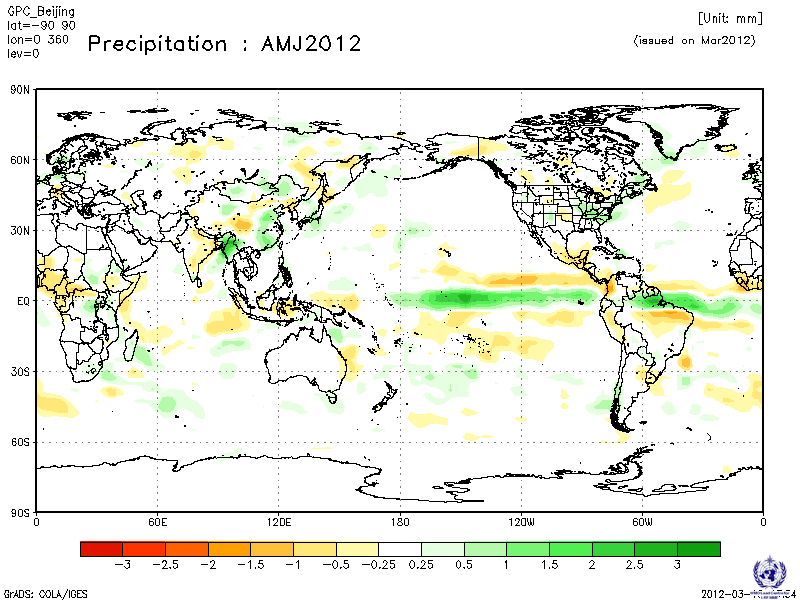 GPC_Beijing
lat=-90 90
lon=0 360
lev=0
Precipitation : AMJ2012
[Unit: mm]
(issued on Mar2012)
90N
60N
30N
EQ
30S
60S
90S
0 60E 120E 180 120W 60W 0
-3 -2.5 -2 -1.5 -1 -0.5 -0.25 0.25 0.5 1 1.5 2 2.5 3
GrADS: COLA/IGES
2012-03-